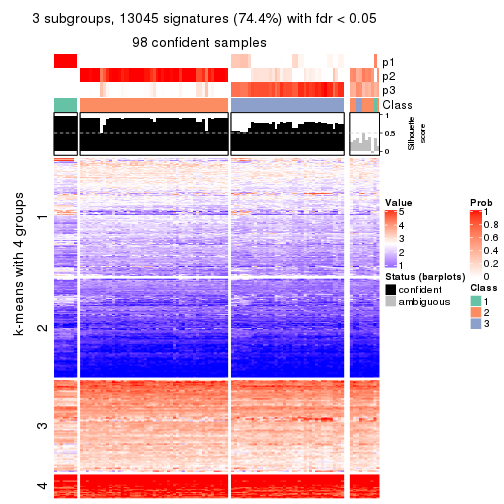 3 subgroups, 13045 signatures (74.4%) with fdr < 0.05
98 confident samples
p1
p2
p3
Class
1
0.5
0
Silhouette
score
k-means with 4 groups
1
2
3
4
Value
5
4
3
2
1
Status (barplots)
confident
ambiguous
Prob
1
0.8
0.6
0.4
0.2
0
Class
1
2
3